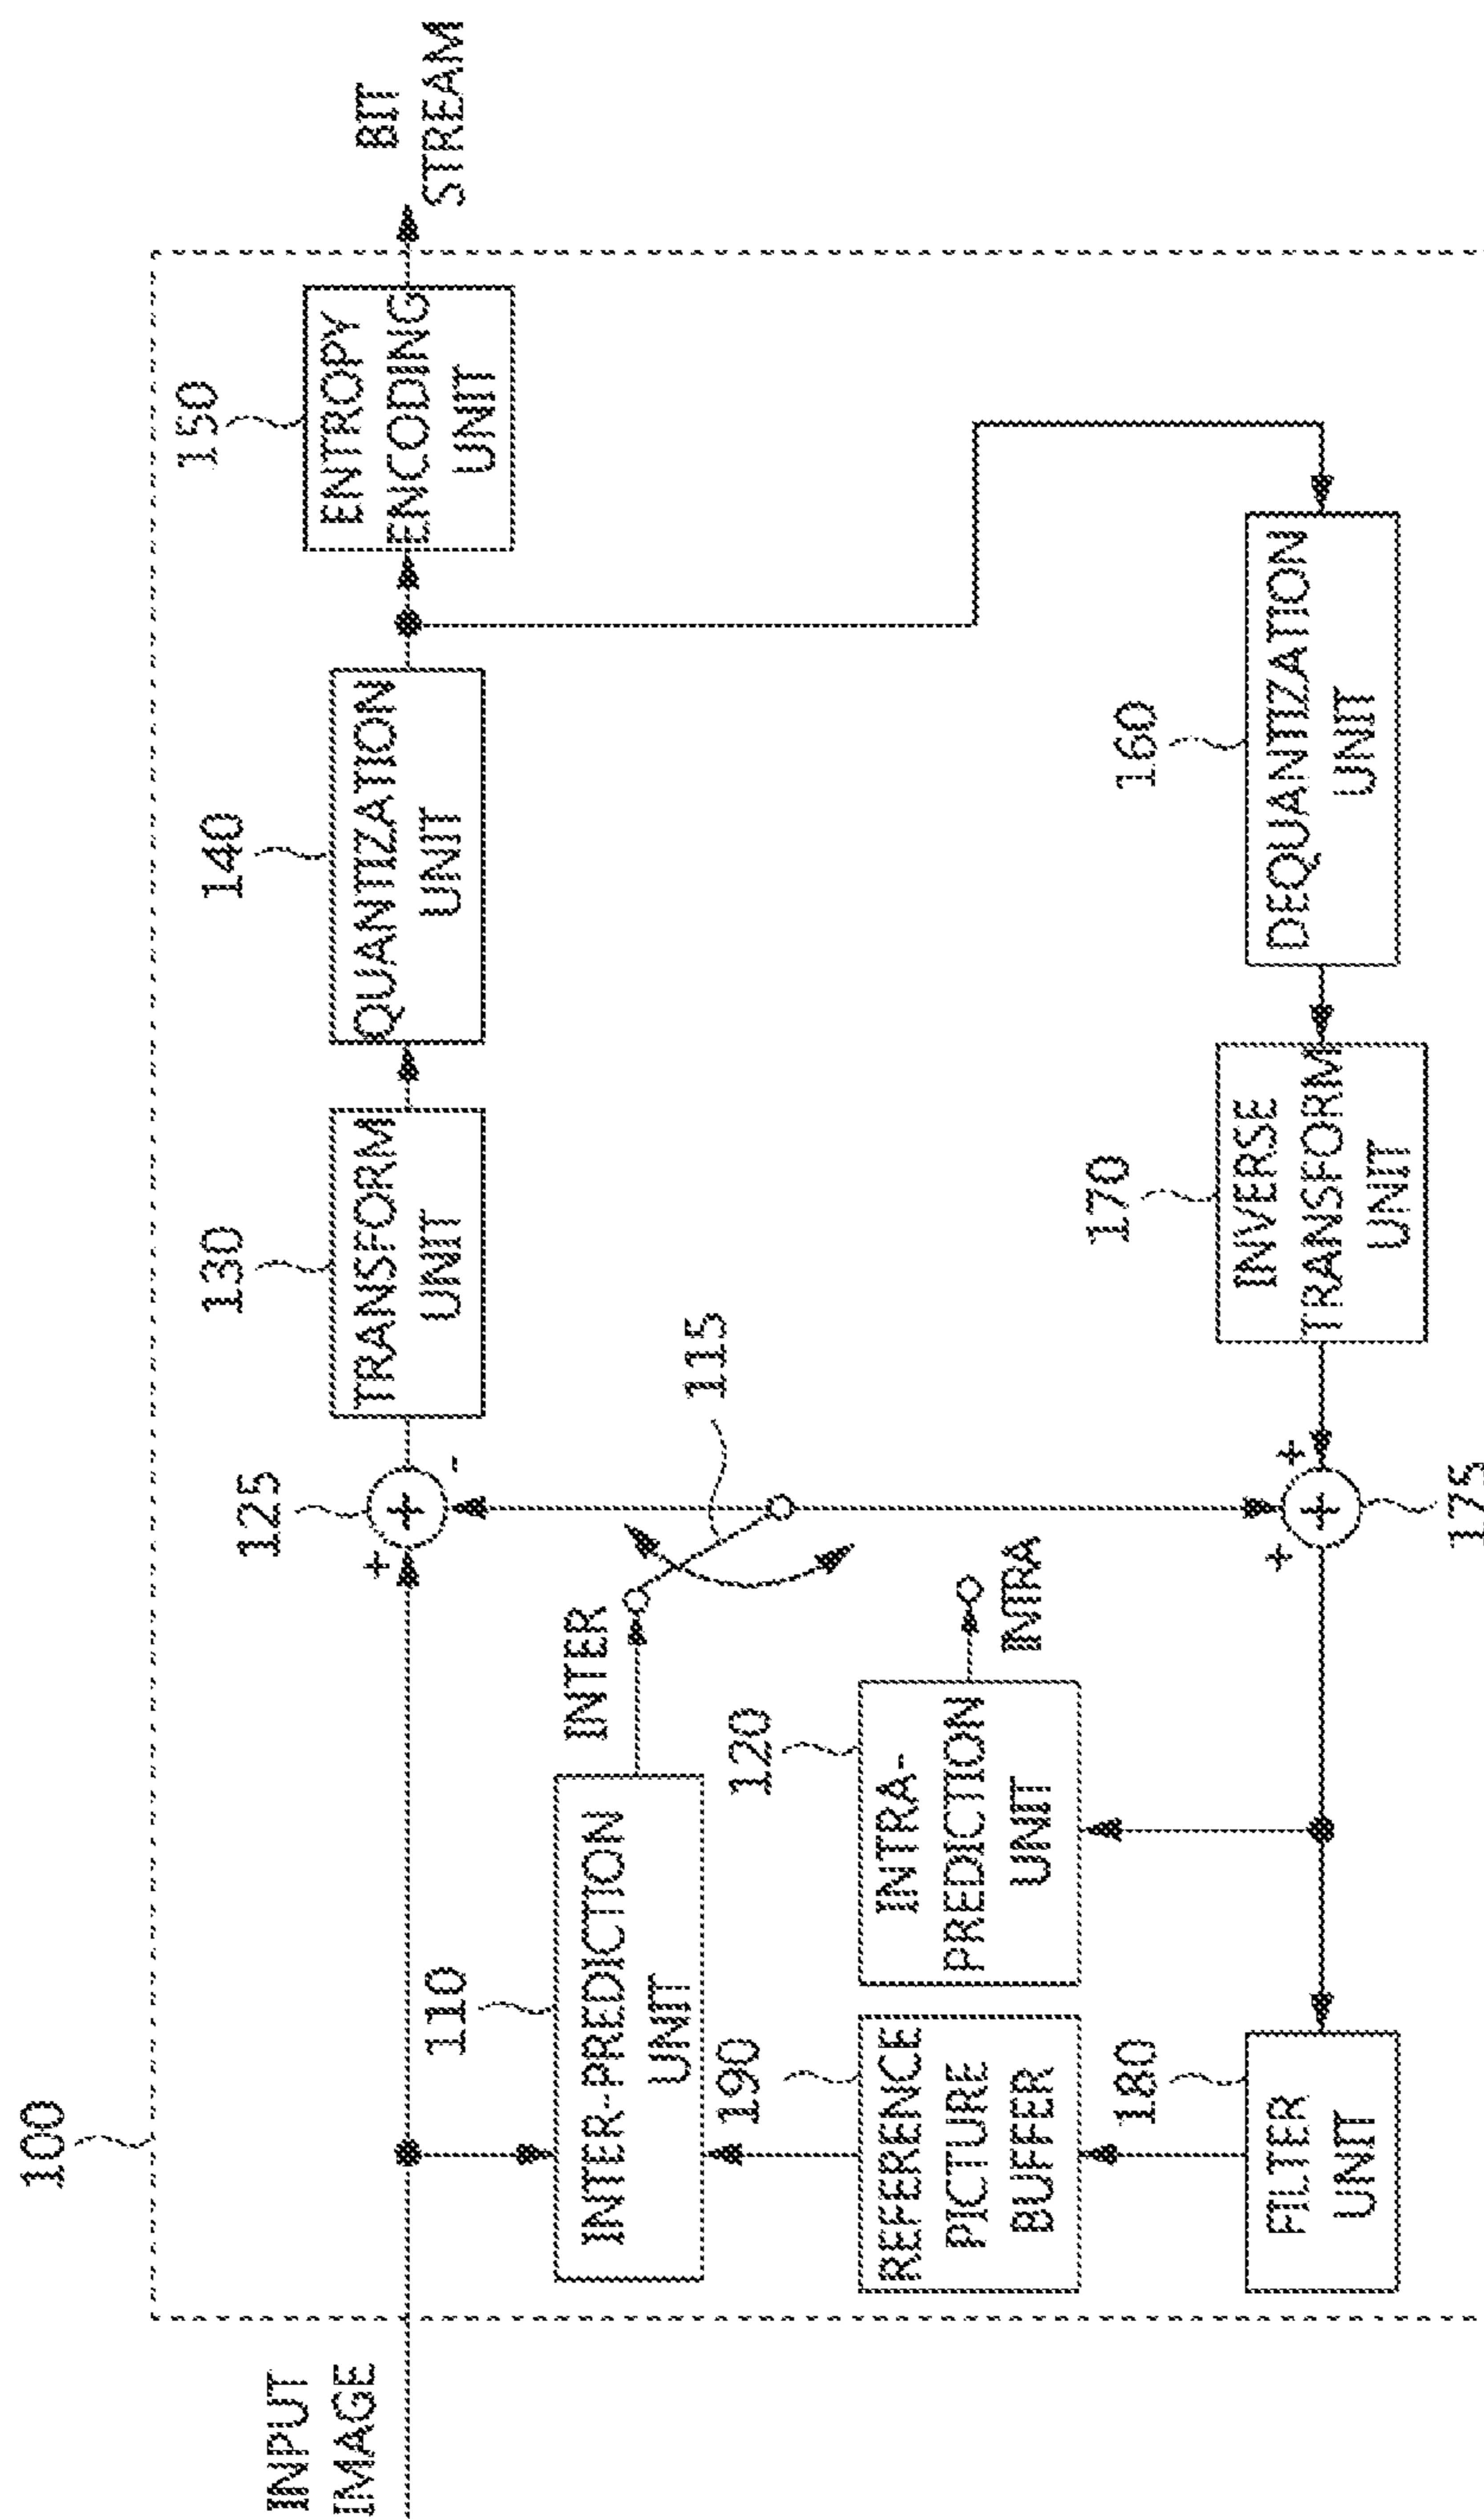 100
INPUT
IMAGE
125
+
+
-
130
TRANSFORM
UNIT
140
QUANTIZATION
UNIT
150
ENTROPY
ENCODING
UNIT
BIT
STREAM
110
INTER-PREDICTION
UNIT
INTER
115
190
REFERENCE
PICTURE
BUFFER
120
INTRA-
PREDICTION
UNIT
INTRA
180
FILTER
UNIT
+
+
+
175
170
INVERSE
TRANSFORM
UNIT
160
DEQUANTIZATION
UNIT